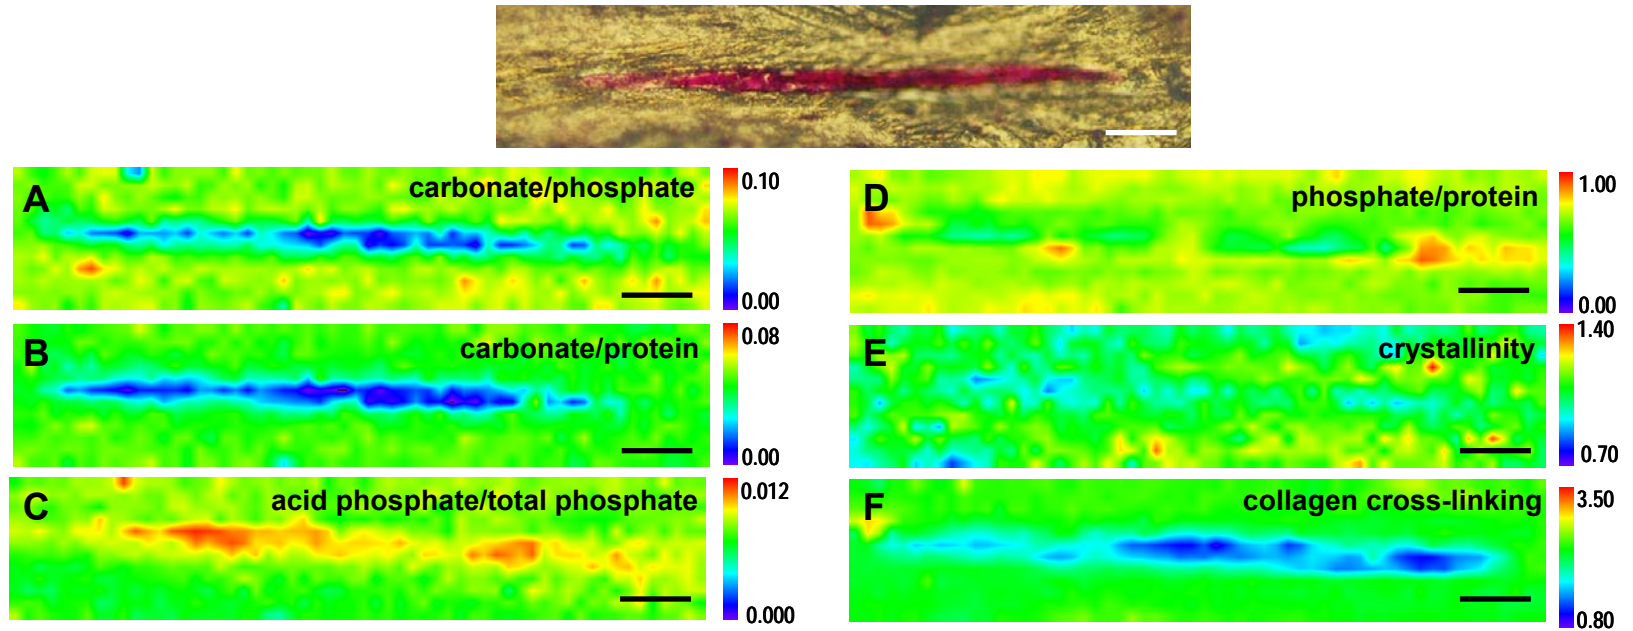 A
carbonate/phosphate
0.10
0.00
B
carbonate/protein
0.08
0.00
C
acid phosphate/total phosphate
0.012
0.000
D
phosphate/protein
1.00
0.00
E
crystallinity
1.40
0.70
F
collagen cross-linking
3.50
0.80